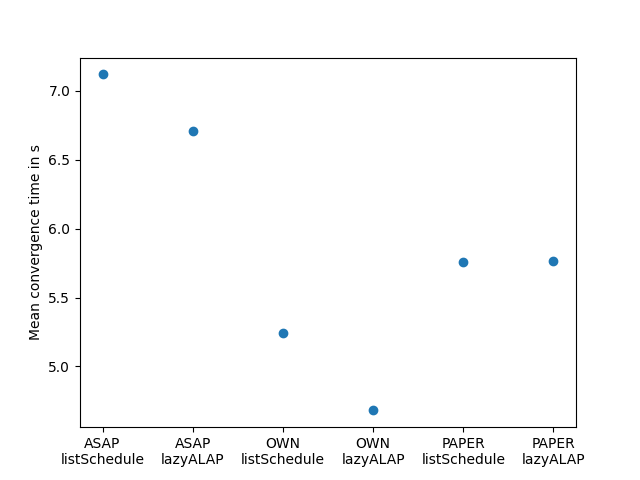 Mean convergence time in s
7.0
6.5
6.0
5.5
5.0
ASAP
listSchedule
ASAP
lazyALAP
OWN
listSchedule
OWN
lazyALAP
PAPER
listSchedule
PAPER
lazyALAP